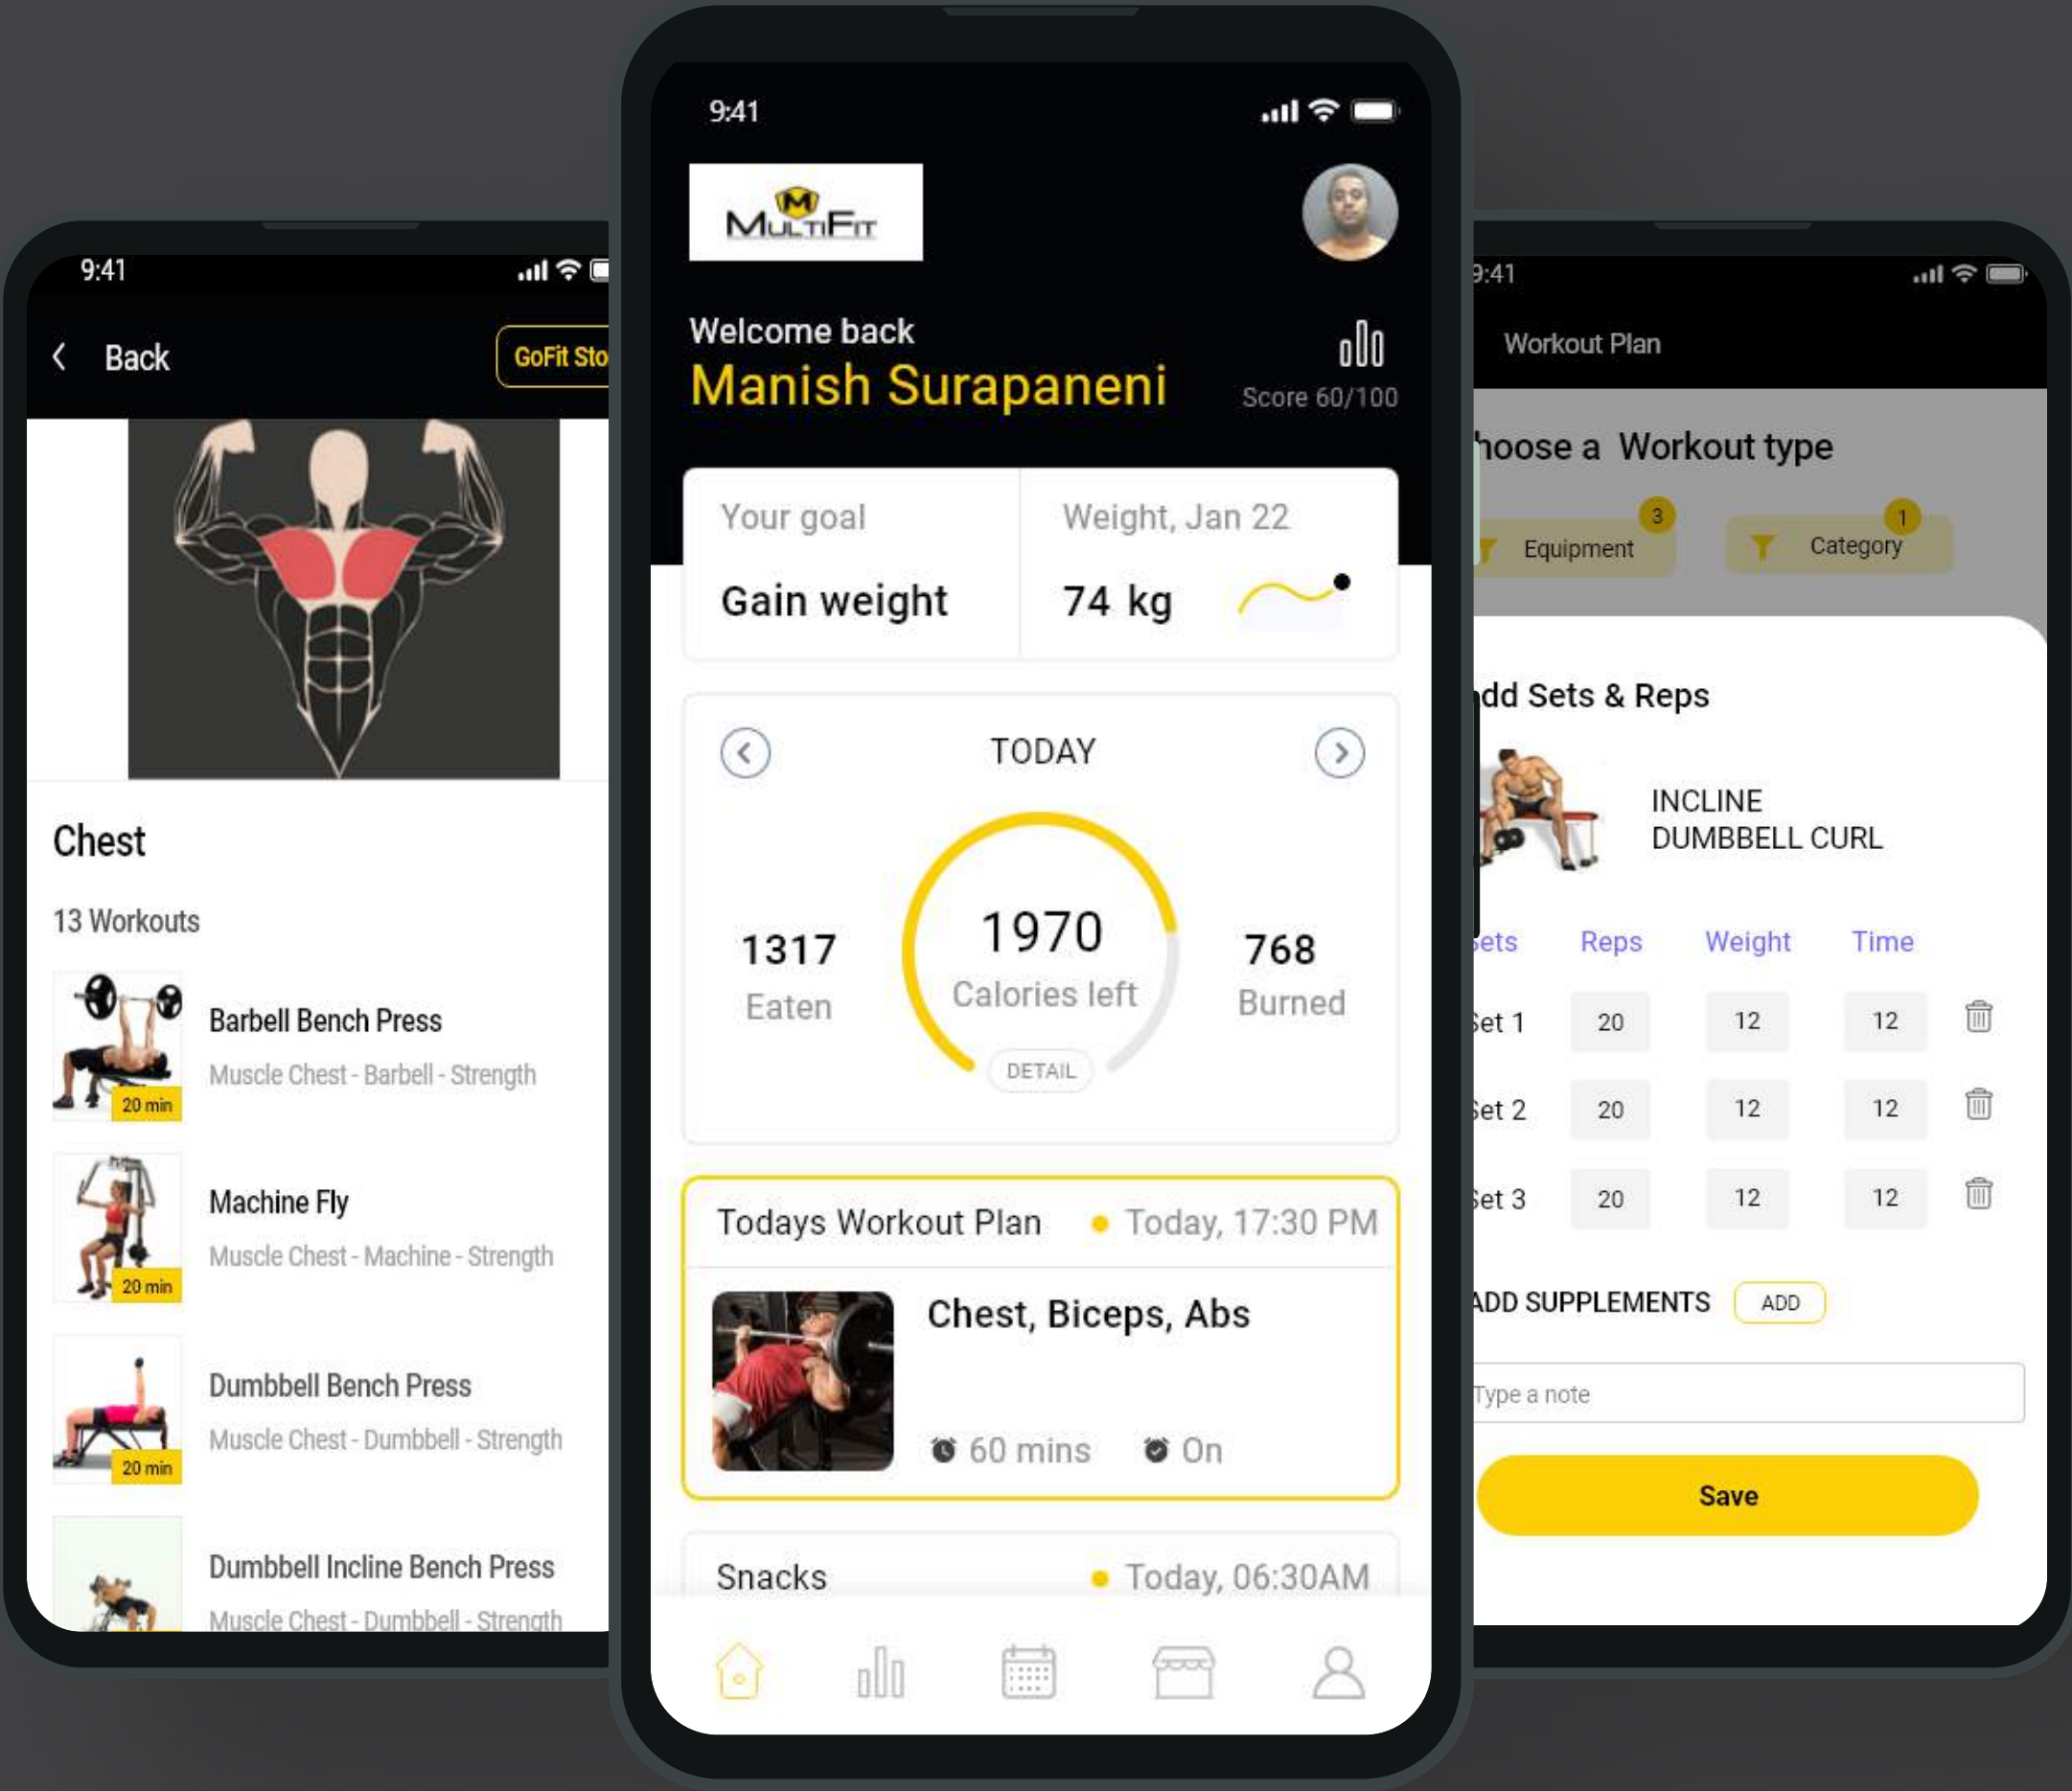 9:41
Back
GoFit Sto
Chest
13 Workouts
Barbell Bench Press
Muscle Chest - Barbell - Strength
20 min
Machine Fly
Muscle Chest - Machine - Strength
20 min
Dumbbell Bench Press
Muscle Chest - Dumbbell - Strength
20 min
Dumbbell Incline Bench Press
Muscle Chest - Dumbbell - Strength
9:41
M
MULTIFIT
Welcome back
Manish Surapaneni
Score 60/100
Your goal
Weight, Jan 22
Gain weight
74 kg
TODAY
1317
Eaten
1970
Calories left
768
Burned
DETAIL
Todays Workout Plan
Today, 17:30 PM
Chest, Biceps, Abs
60 mins
On
Snacks
Today, 06:30AM
9:41
Workout Plan
hoose a Workout type
Equipment
3
Category
1
dd Sets & Reps
INCLINE
DUMBBELL CURL
ets Reps Weight Time
Set 1 20 12 12
Set 2 20 12 12
Set 3 20 12 12
ADD SUPPLEMENTS
ADD
Type a note
Save